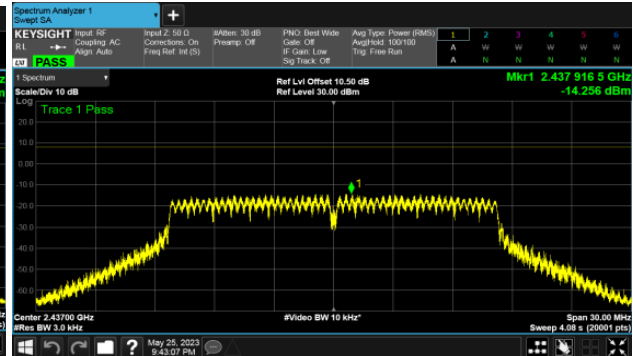 Spectrum Analyzer 1
Swept SA
+
KEYSIGHT Input: RF Input Z: 50 Ω #Atten: 30 dB PNO: Best Wide Avg Type: Power (RMS) 1 2 3 4 5 6
RL Coupling: AC Corrections: On Preamp: Off Gate: Off Avg|Hold: 100/100 A W W W W W
Align: Auto Freq Ref: Int (S) IF Gain: Low Trig: Free Run
LXI PASS Sig Track: Off A N N N N N
1 Spectrum Ref Lvl Offset 10.50 dB Mkr1 2.437 916 5 GHz
Scale/Div 10 dB Ref Level 30.00 dBm -14.256 dBm
Log
Trace 1 Pass
20.0
10.0
0.00
1
-10.0
-20.0
-30.0
-40.0
-50.0
-60.0
Center 2.43700 GHz #Video BW 10 kHz* Span 30.00 MHz
#Res BW 3.0 kHz Sweep 4.08 s (20001 pts)
? May 25, 2023
9:43:07 PM